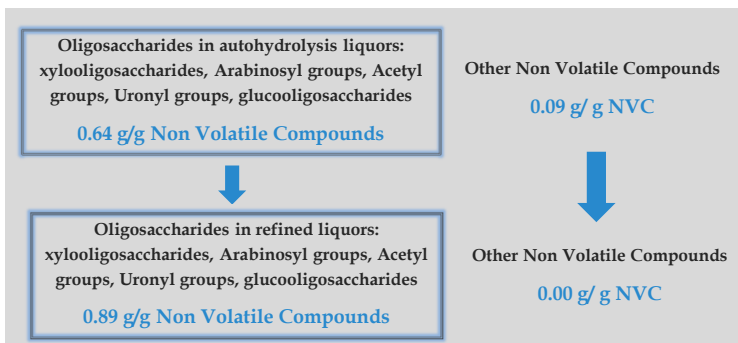 Oligosaccharides in autohydrolysis liquors:
xylooligosaccharides, Arabinosyl groups, Acetyl
groups, Uronyl groups, glucooligosaccharides
0.64 g/g Non Volatile Compounds
Other Non Volatile Compounds
0.09 g/ g NVC
Oligosaccharides in refined liquors:
xylooligosaccharides, Arabinosyl groups, Acetyl
groups, Uronyl groups, glucooligosaccharides
0.89 g/g Non Volatile Compounds
Other Non Volatile Compounds
0.00 g/ g NVC